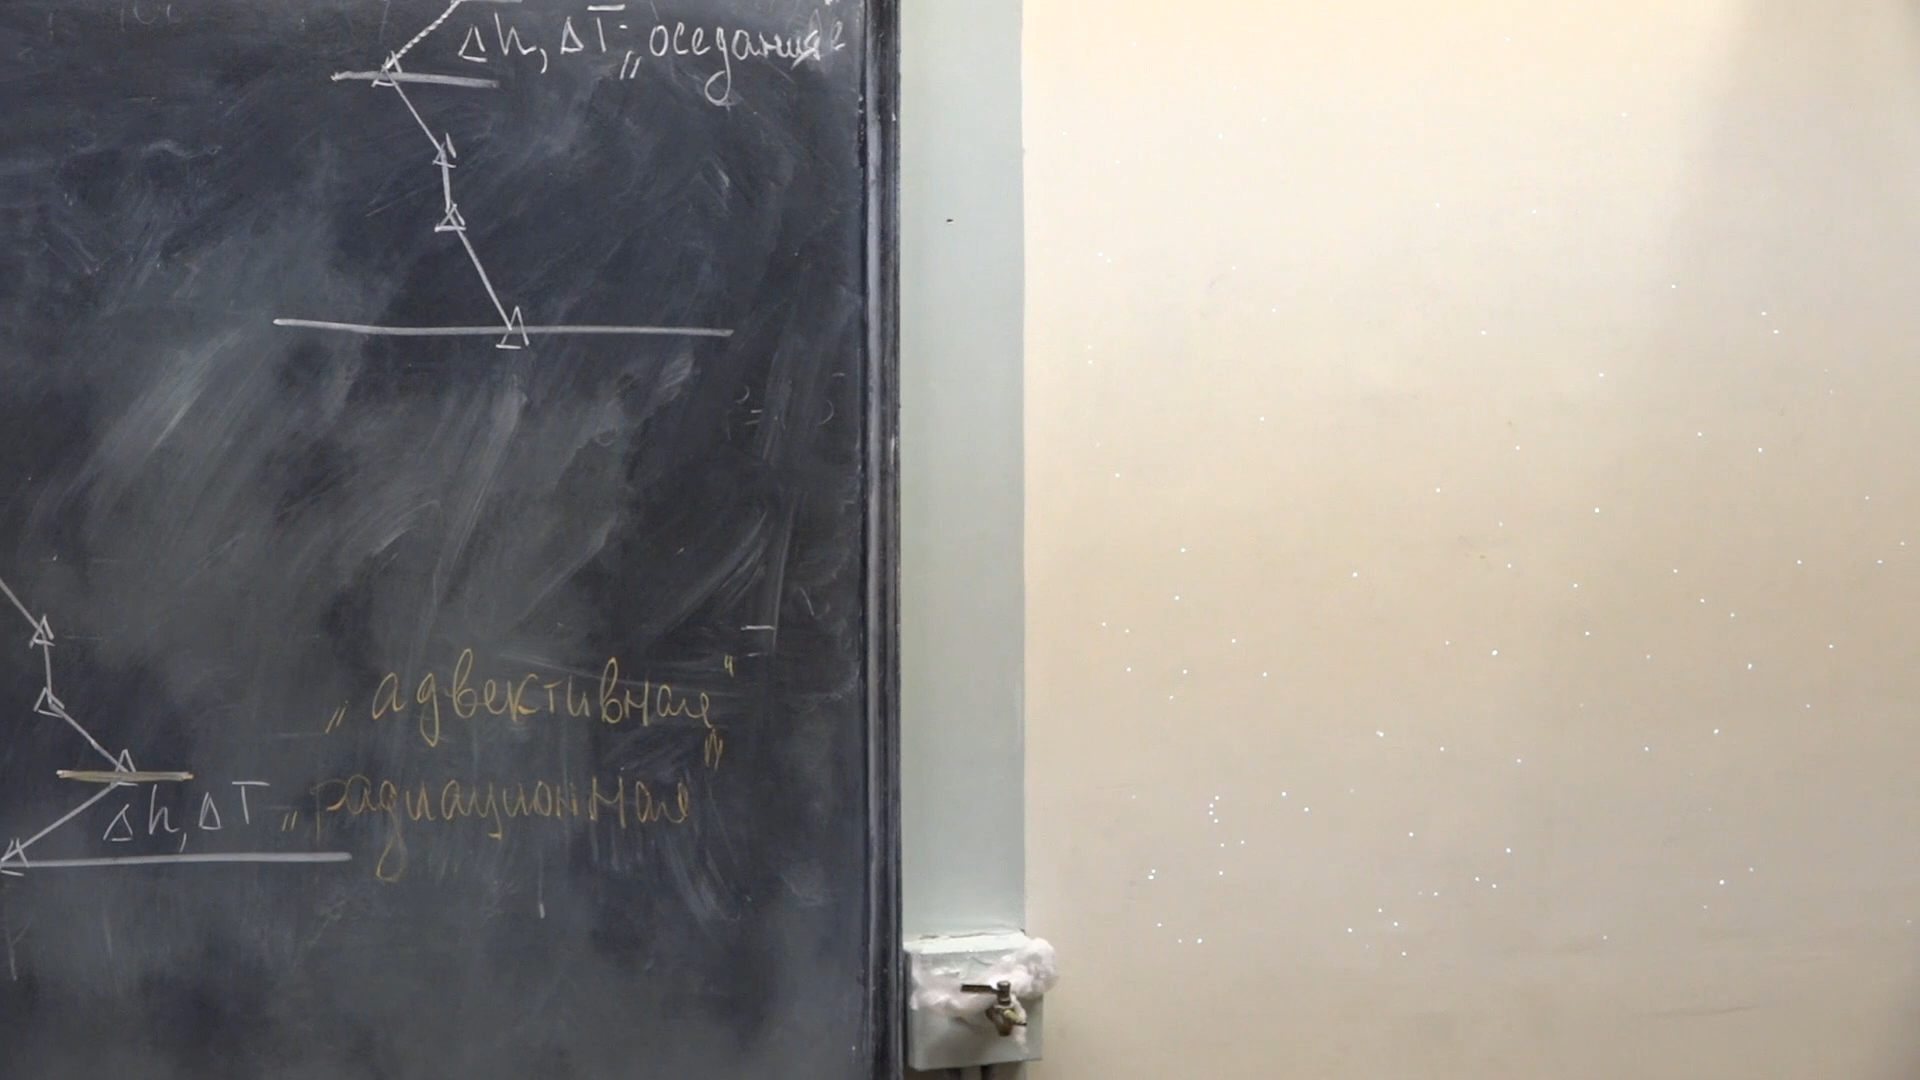 Δh, ΔT „оседания"
„адвективная"
Δh, ΔT „радиационная"